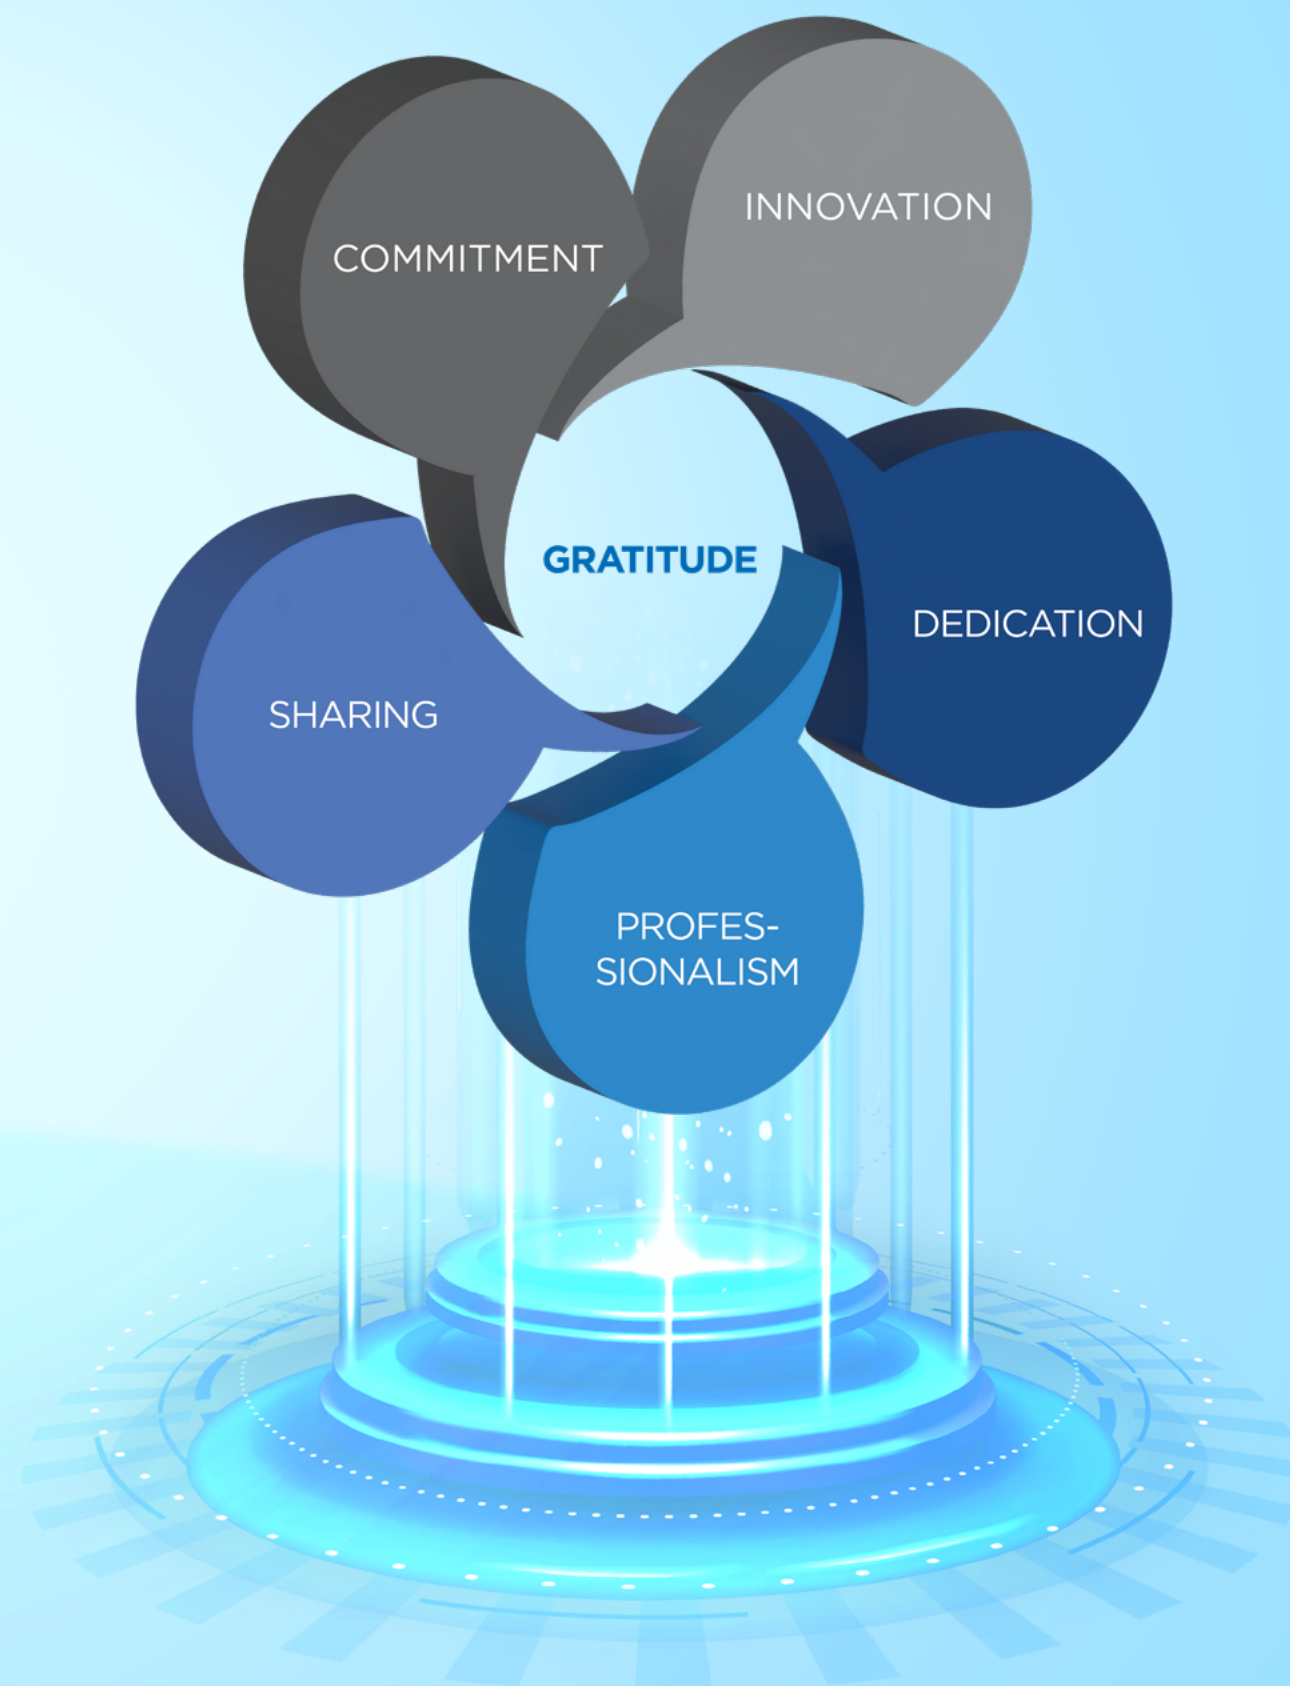 INNOVATION
COMMITMENT
GRATITUDE
DEDICATION
SHARING
PROFES-
SIONALISM